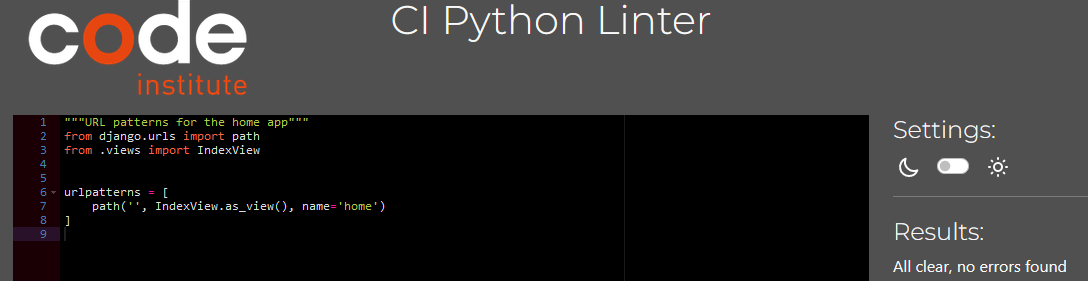 code
institute
CI Python Linter
1 """URL patterns for the home app"""
2 from django.urls import path
3 from .views import IndexView
4
5
6 urlpatterns = [
7     path('', IndexView.as_view(), name='home')
8 ]
9
Settings:
Results:
All clear, no errors found